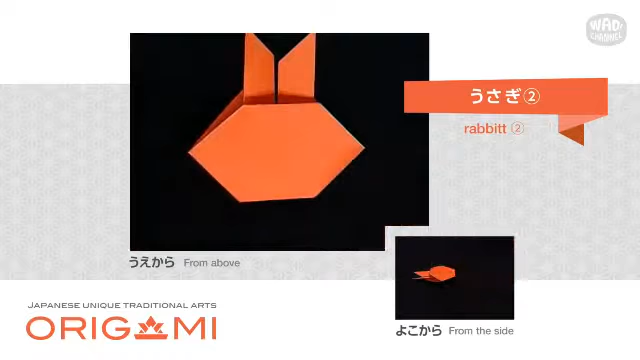 WAO!
CHANNEL
うさぎ②
rabbitt ②
うえから From above
よこから From the side
JAPANESE UNIQUE TRADITIONAL ARTS
ORIGAMI